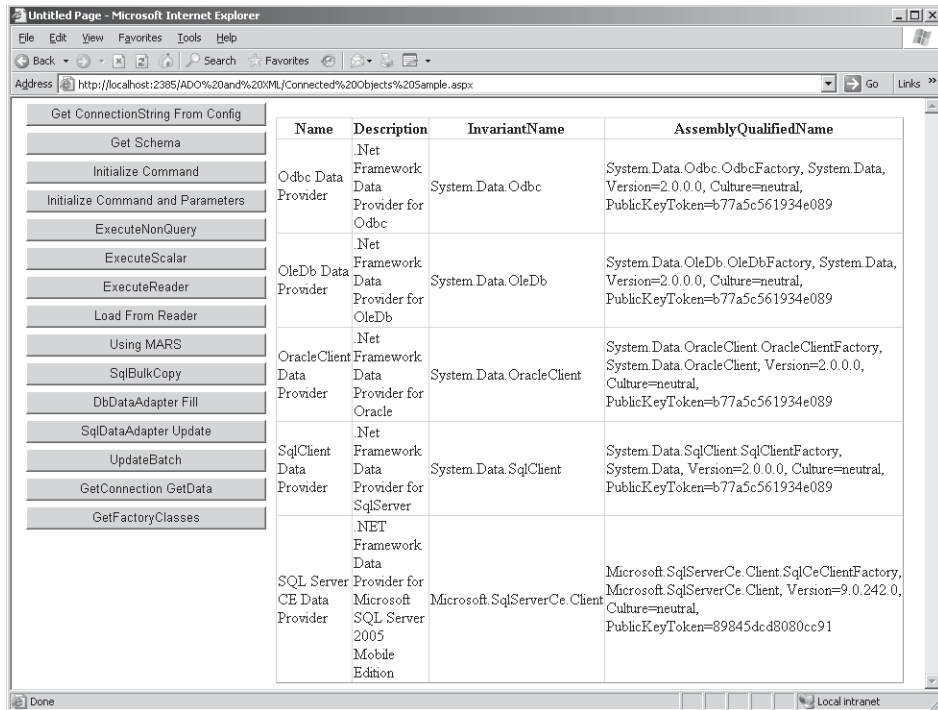 Untitled Page - Microsoft Internet Explorer
File Edit View Favorites Tools Help
Back Search Favorites
Address http://localhost:2385/ADO%20and%20XML/Connected%20Objects%20Sample.aspx Go Links »
Get ConnectionString From Config
Get Schema
Initialize Command
Initialize Command and Parameters
ExecuteNonQuery
ExecuteScalar
ExecuteReader
Load From Reader
Using MARS
SqlBulkCopy
DbDataAdapter Fill
SqlDataAdapter Update
UpdateBatch
GetConnection GetData
GetFactoryClasses
Name Description InvariantName AssemblyQualifiedName
Odbc Data
Provider
.Net
Framework
Data
Provider for
Odbc
System.Data.Odbc
System.Data.Odbc.OdbcFactory, System.Data,
Version=2.0.0.0, Culture=neutral,
PublicKeyToken=b77a5c561934e089
OleDb Data
Provider
.Net
Framework
Data
Provider for
OleDb
System.Data.OleDb
System.Data.OleDb.OleDbFactory, System.Data,
Version=2.0.0.0, Culture=neutral,
PublicKeyToken=b77a5c561934e089
OracleClient
Data
Provider
.Net
Framework
Data
Provider for
Oracle
System.Data.OracleClient
System.Data.OracleClient.OracleClientFactory,
System.Data.OracleClient, Version=2.0.0.0,
Culture=neutral,
PublicKeyToken=b77a5c561934e089
SqlClient
Data
Provider
.Net
Framework
Data
Provider for
SqlServer
System.Data.SqlClient
System.Data.SqlClient.SqlClientFactory,
System.Data, Version=2.0.0.0, Culture=neutral,
PublicKeyToken=b77a5c561934e089
SQL Server
CE Data
Provider
.NET
Framework
Data
Provider for
Microsoft
SQL Server
2005
Mobile
Edition
Microsoft.SqlServerCe.Client
Microsoft.SqlServerCe.Client.SqlCeClientFactory,
Microsoft.SqlServerCe.Client, Version=9.0.242.0,
Culture=neutral,
PublicKeyToken=89845dcd8080cc91
Done Local intranet